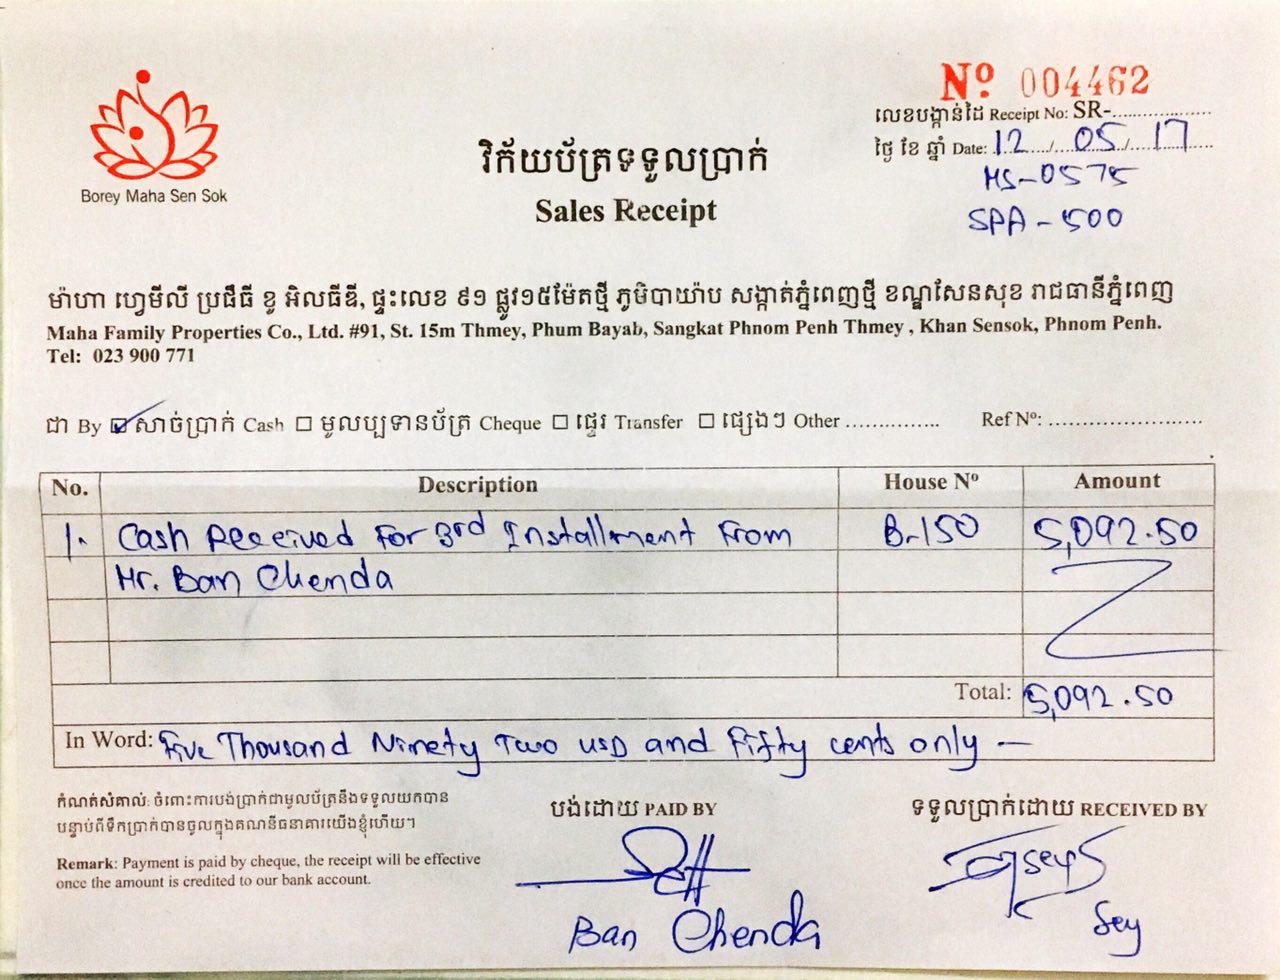 Nº 004462
Borey Maha Sen Sok
លេខបង្កាន់ដៃ Receipt No: SR-....................
ថ្ងៃ ខែ ឆ្នាំ Date: 12 / 05 / 17
MS-0575
SPA-500
វិក័យប័ត្រទទួលប្រាក់
Sales Receipt
ម៉ាហា ហ្វេមីលី ប្រផឹធី ខូ អិលធីឌី, ផ្ទះលេខ ៩១ ផ្លូវ១៥ម៉ែតថ្មី ភូមិបាយ៉ាប សង្កាត់ភ្នំពេញថ្មី ខណ្ឌសែនសុខ រាជធានីភ្នំពេញ
Maha Family Properties Co., Ltd. #91, St. 15m Thmey, Phum Bayab, Sangkat Phnom Penh Thmey , Khan Sensok, Phnom Penh.
Tel: 023 900 771
ជា By ☑ សាច់ប្រាក់ Cash ☐ មូលប្បទានប័ត្រ Cheque ☐ ផ្ទេរ Transfer ☐ ផ្សេងៗ Other ............... Ref Nº: ........................
No. Description House Nº Amount
1. Cash Received For 3rd Installment From B-150 5,092.50
Mr. Ban Chenda
Total: 5,092.50
In Word: Five Thousand Ninety Two USD and Fifty cents only —
កំណត់សំគាល់: ចំពោះការបង់ប្រាក់ជាមូលប័ត្រនឹងទទួលយកបាន
បន្ទាប់ពីទឹកប្រាក់បានចូលក្នុងគណនីធនាគារយើងខ្ញុំហើយ។
Remark: Payment is paid by cheque, the receipt will be effective
once the amount is credited to our bank account.
បង់ដោយ PAID BY
Ban Chenda
ទទួលប្រាក់ដោយ RECEIVED BY
Sey